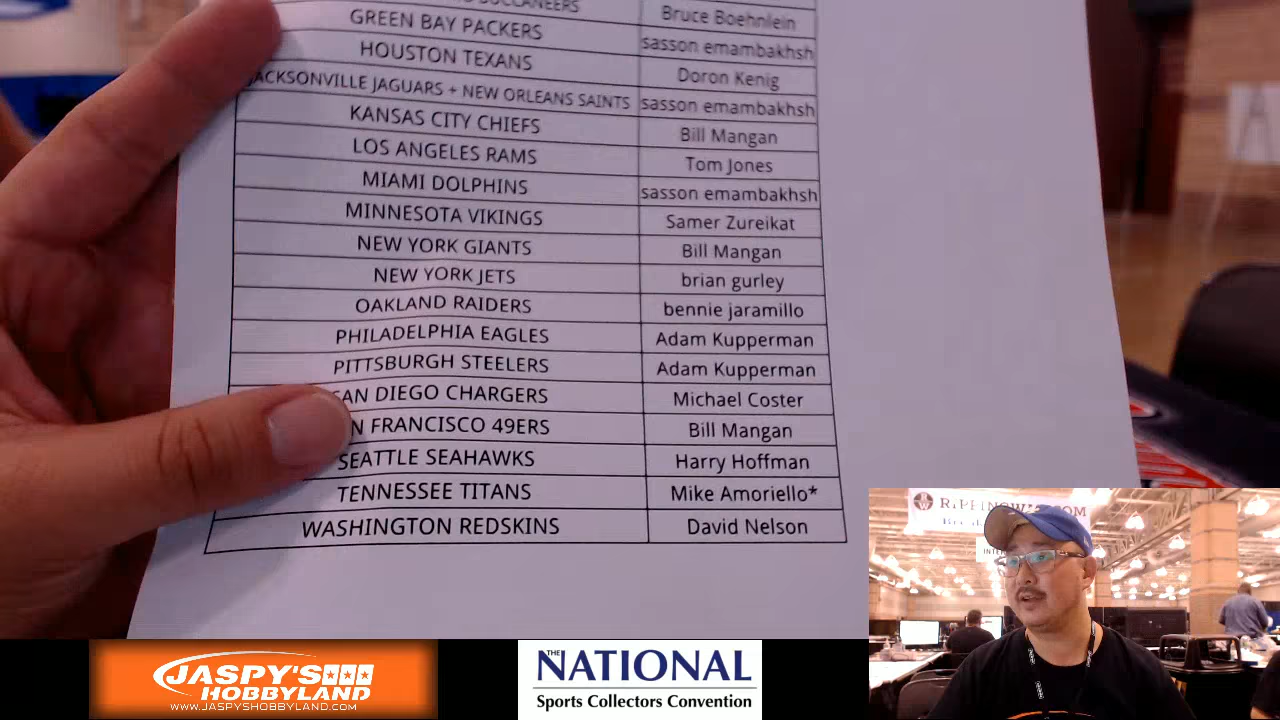 BUCCANEERS Bruce Boehnlein
GREEN BAY PACKERS sasson emambakhsh
HOUSTON TEXANS Doron Kenig
JACKSONVILLE JAGUARS + NEW ORLEANS SAINTS sasson emambakhsh
KANSAS CITY CHIEFS Bill Mangan
LOS ANGELES RAMS Tom Jones
MIAMI DOLPHINS sasson emambakhsh
MINNESOTA VIKINGS Samer Zureikat
NEW YORK GIANTS Bill Mangan
NEW YORK JETS brian gurley
OAKLAND RAIDERS bennie jaramillo
PHILADELPHIA EAGLES Adam Kupperman
PITTSBURGH STEELERS Adam Kupperman
SAN DIEGO CHARGERS Michael Coster
N FRANCISCO 49ERS Bill Mangan
SEATTLE SEAHAWKS Harry Hoffman
TENNESSEE TITANS Mike Amoriello*
WASHINGTON REDSKINS David Nelson
JASPY'S
HOBBYLAND
WWW.JASPYSHOBBYLAND.COM
THE NATIONAL
Sports Collectors Convention